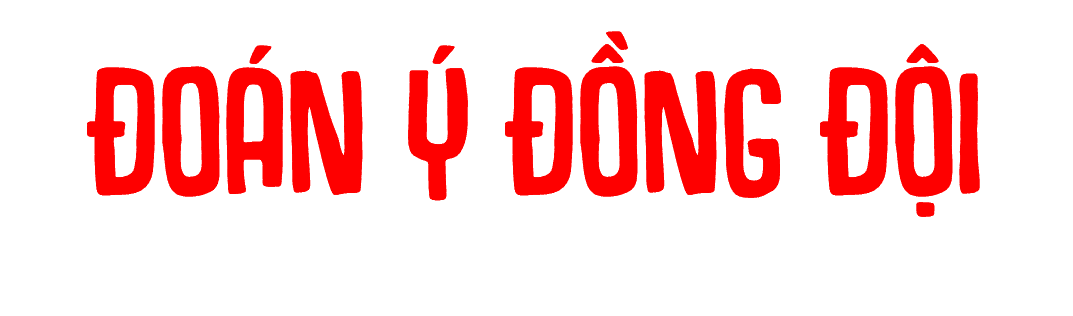 ĐOÁN Ý ĐỒNG ĐỘI